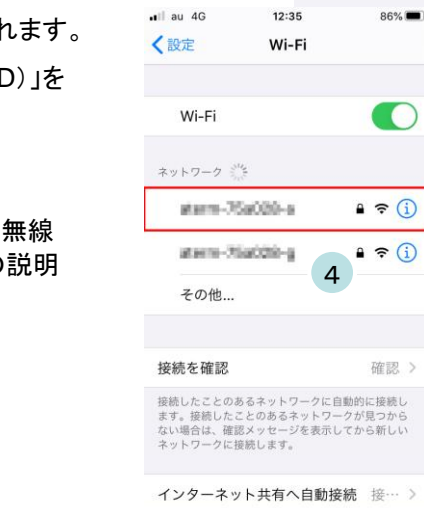 れます。
D)」を
無線
の説明
au 4G 12:35 86%
設定 Wi-Fi
Wi-Fi
ネットワーク
4
その他...
接続を確認 確認
接続したことのあるネットワークに自動的に接続し
ます。接続したことのあるネットワークが見つから
ない場合は、確認メッセージを表示してから新しい
ネットワークに接続します。
インターネット共有へ自動接続 接…